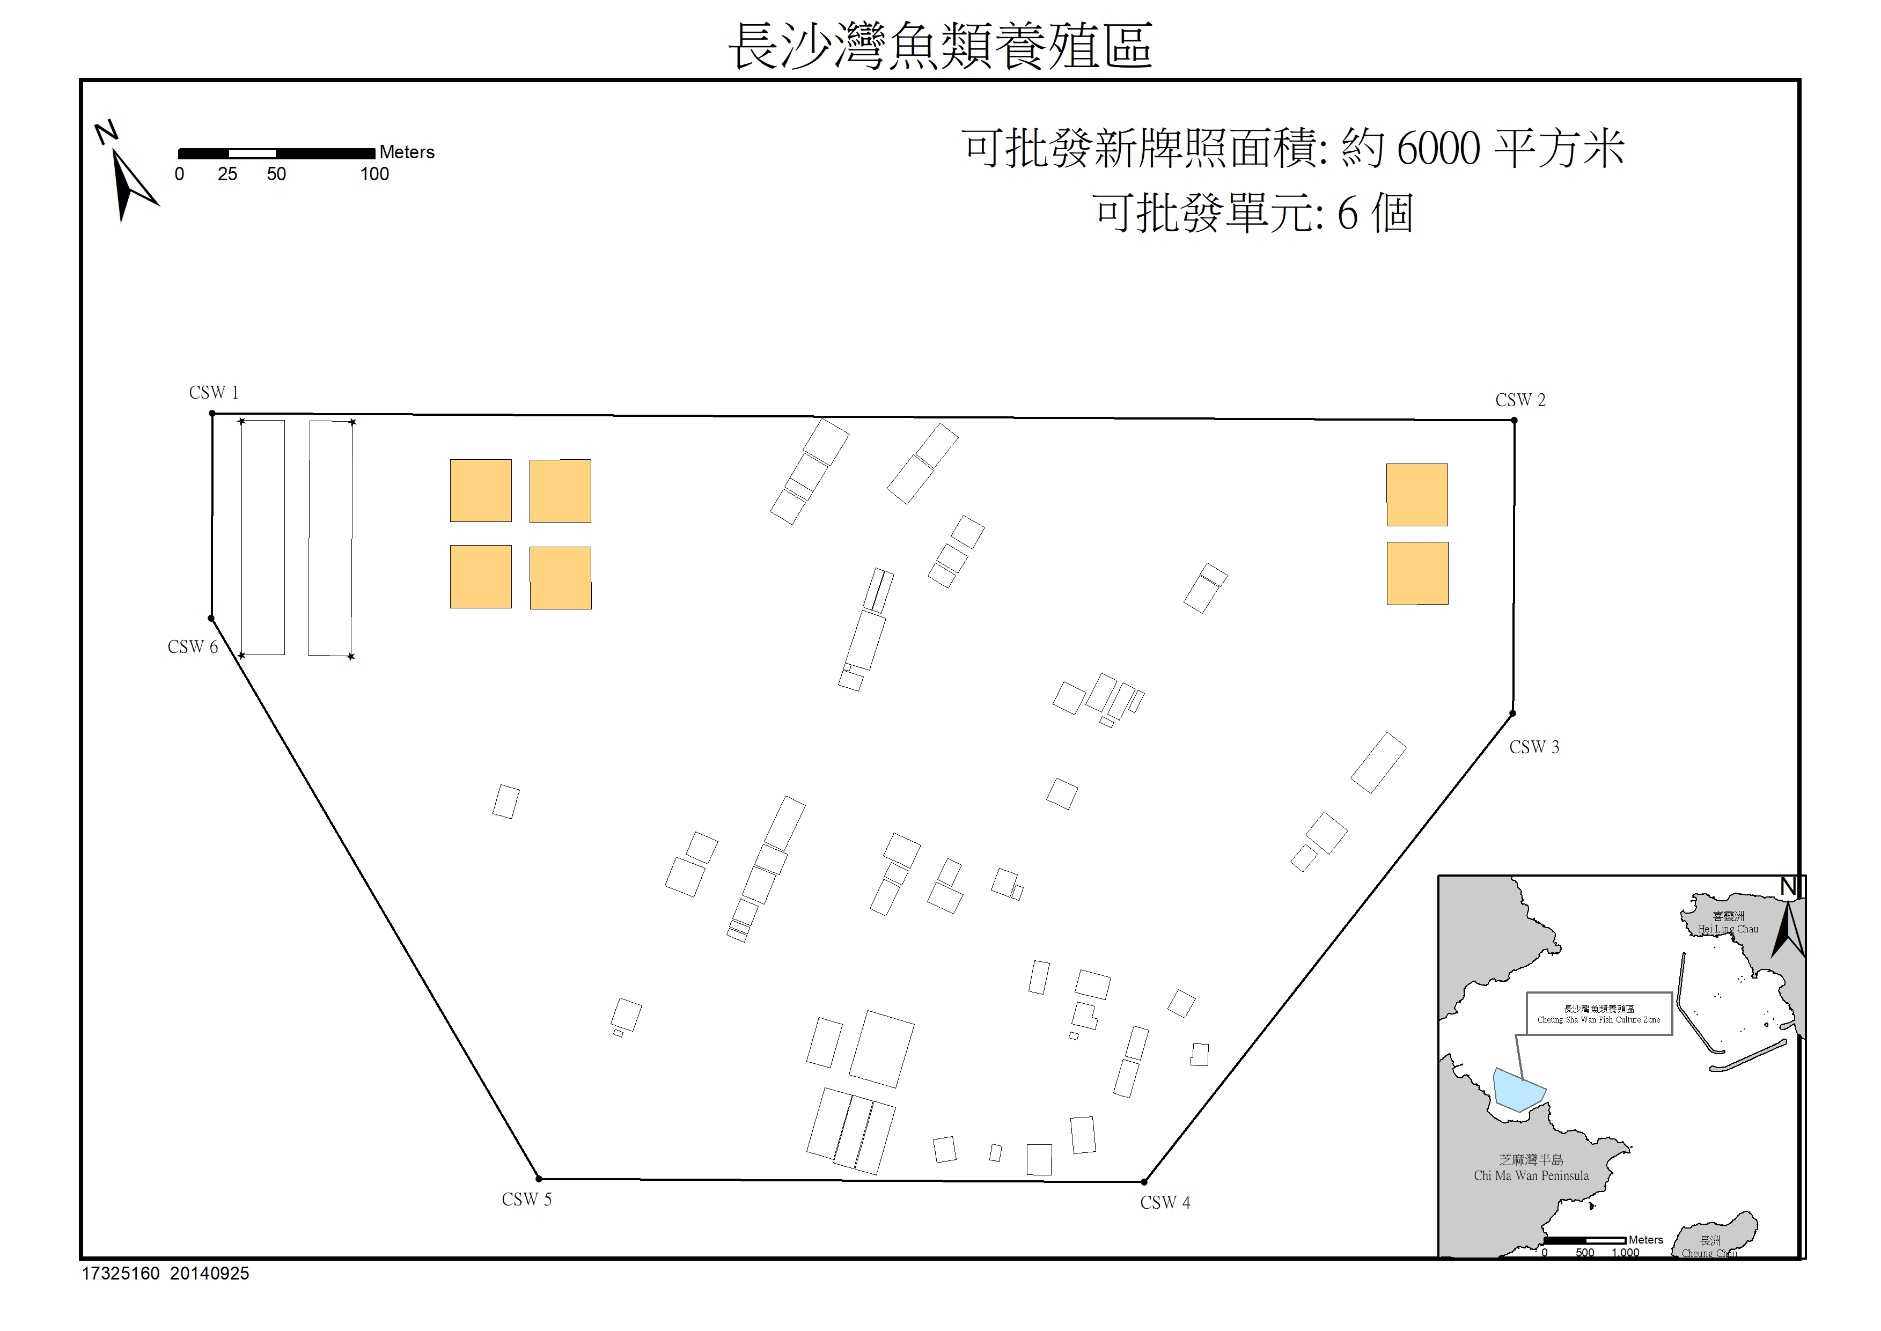 長沙灣魚類養殖區
N
Meters
0 25 50 100
可批發新牌照面積: 約 6000 平方米
可批發單元: 6 個
CSW 1
CSW 2
CSW 6
CSW 3
CSW 5
CSW 4
N
喜靈洲
Hei Ling Chau
長沙灣魚類養殖區
Cheung Sha Wan Fish Culture Zone
芝麻灣半島
Chi Ma Wan Peninsula
Meters
0 500 1,000
長洲
Cheung Chau
17325160 20140925